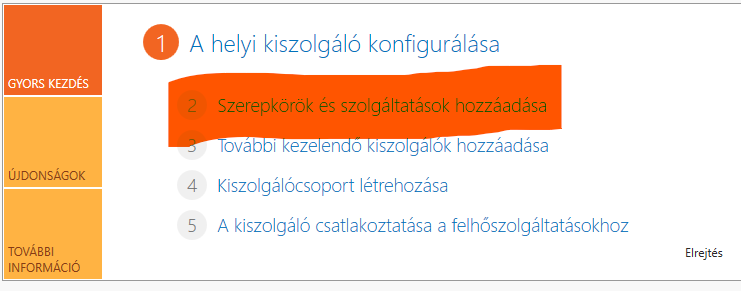 1 A helyi kiszolgáló konfigurálása
GYORS KEZDÉS
2 Szerepkörök és szolgáltatások hozzáadása
3 További kezelendő kiszolgálók hozzáadása
ÚJDONSÁGOK
4 Kiszolgálócsoport létrehozása
5 A kiszolgáló csatlakoztatása a felhőszolgáltatásokhoz
TOVÁBBI
INFORMÁCIÓ
Elrejtés